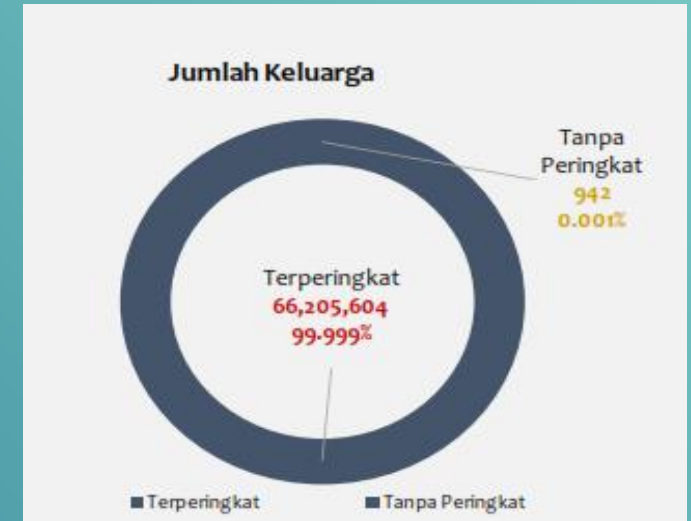 Jumlah Keluarga
Tanpa
Peringkat
942
0.001%
Terperingkat
66,205,604
99.999%
Terperingkat
Tanpa Peringkat